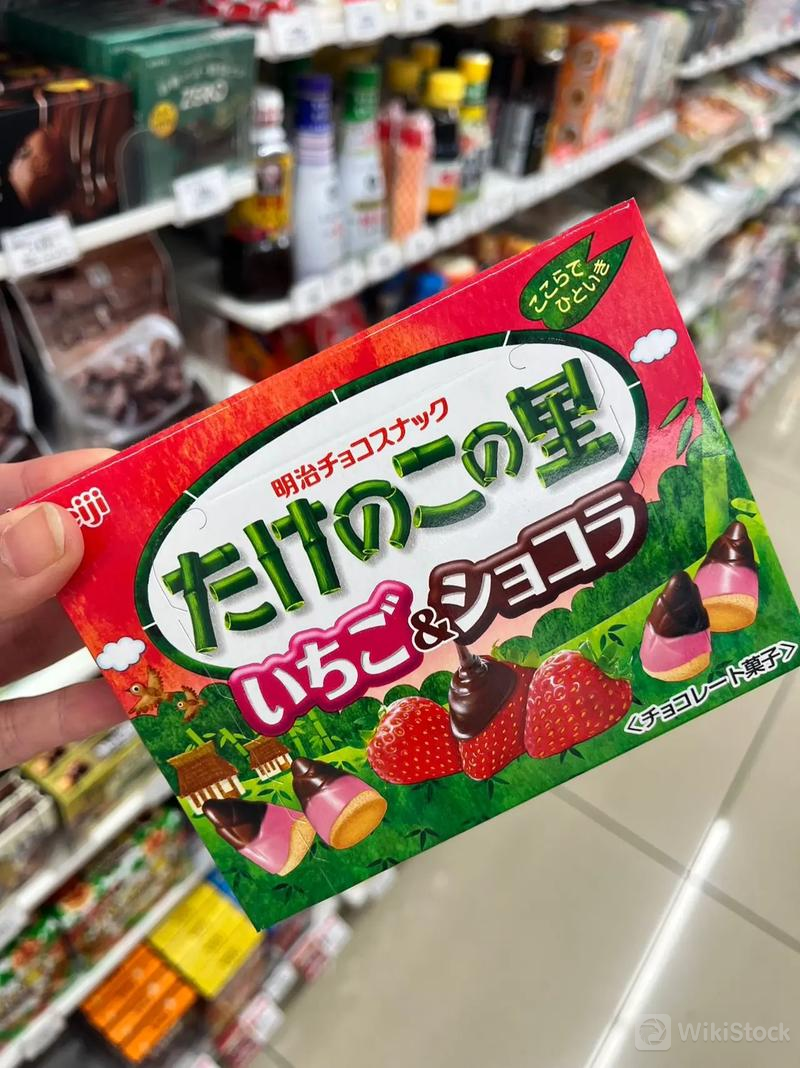 ZERO
ここらで
ひといき
明治チョコスナック
たけのこの里
いちご&ショコラ
〈チョコレート菓子〉
WikiStock